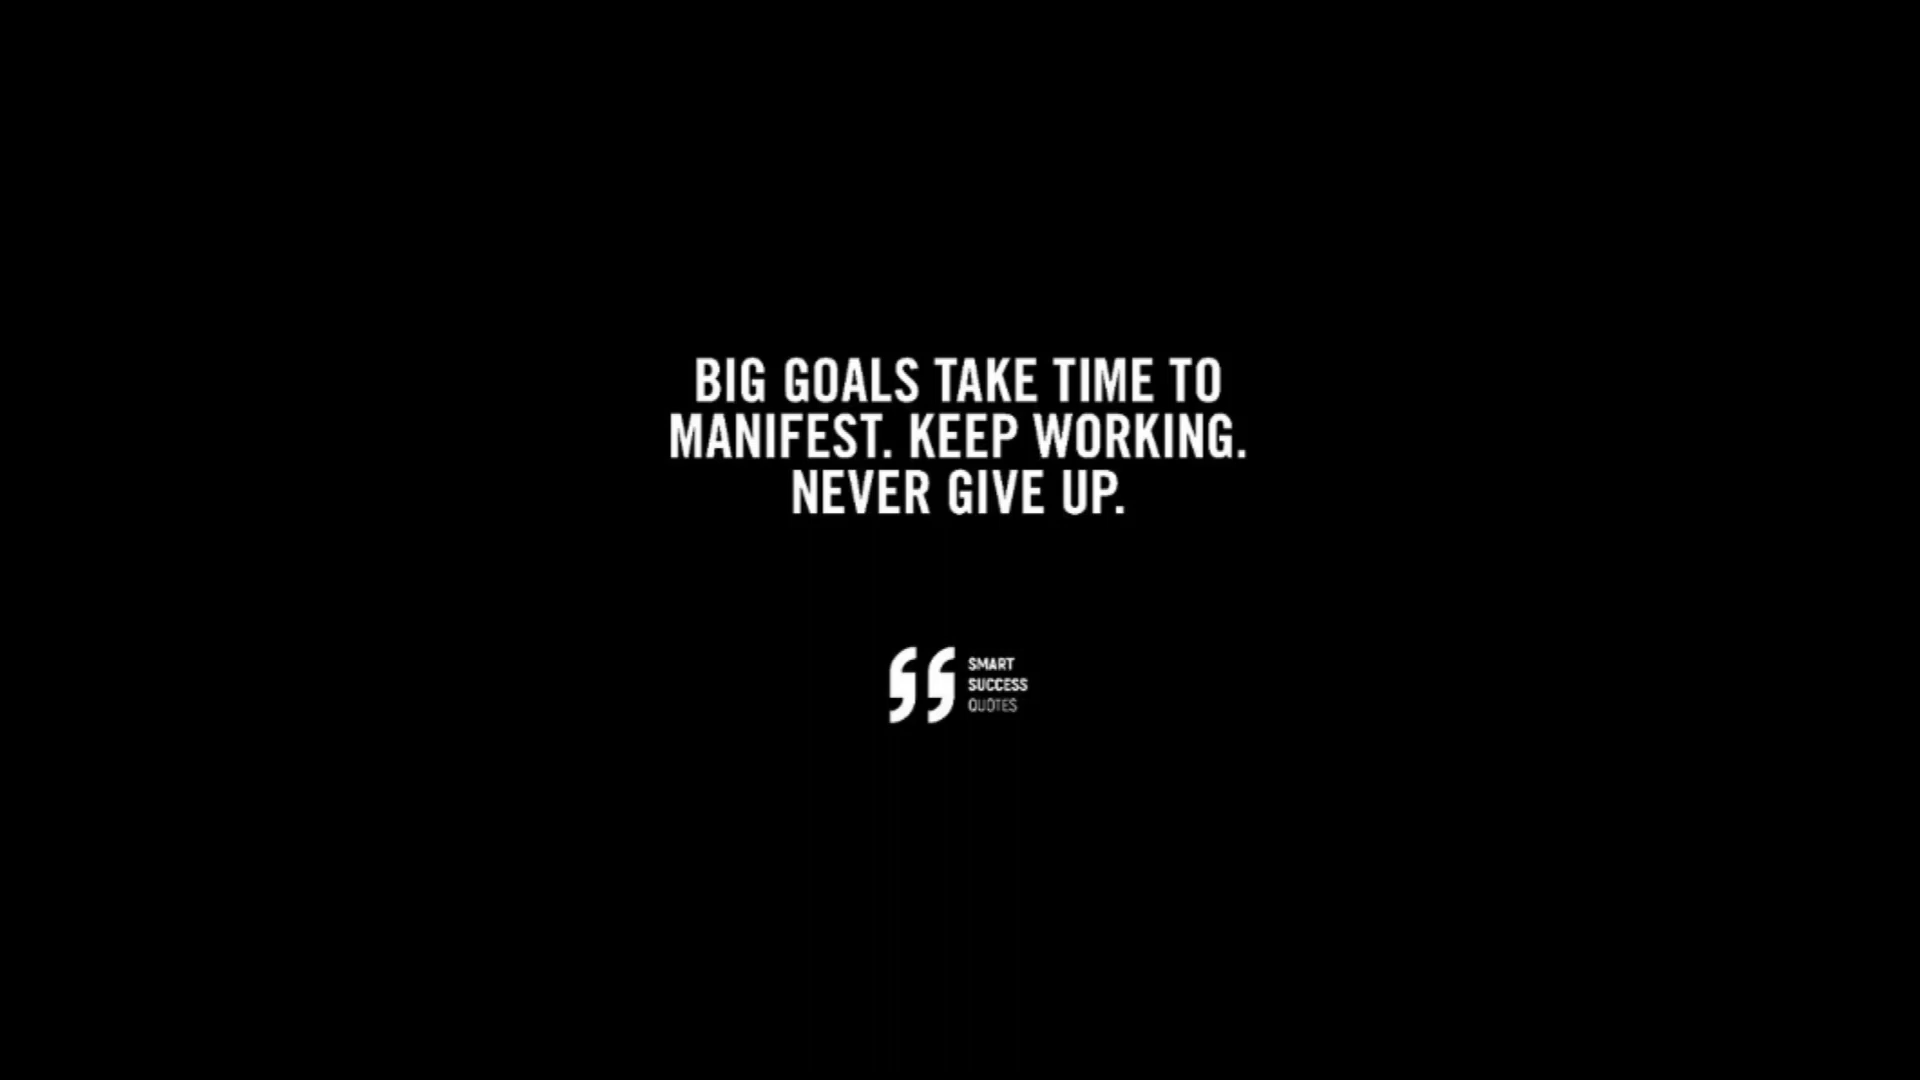 BIG GOALS TAKE TIME TO
MANIFEST. KEEP WORKING.
NEVER GIVE UP.
SMART
SUCCESS
QUOTES